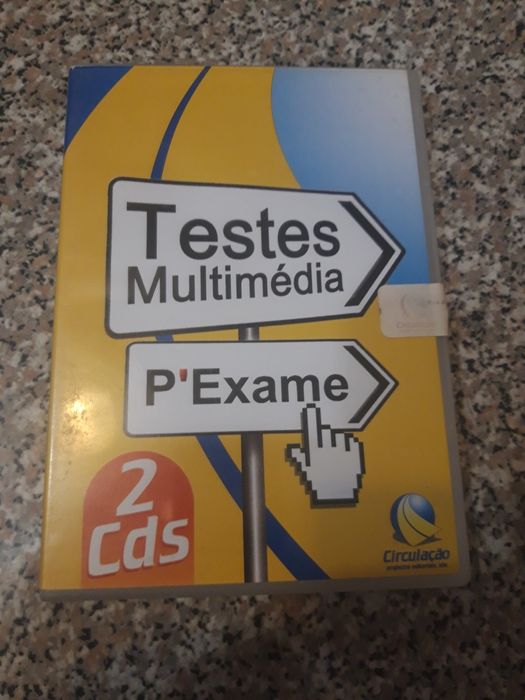 Testes
Multimédia
P'Exame
2
Cds
Circulação